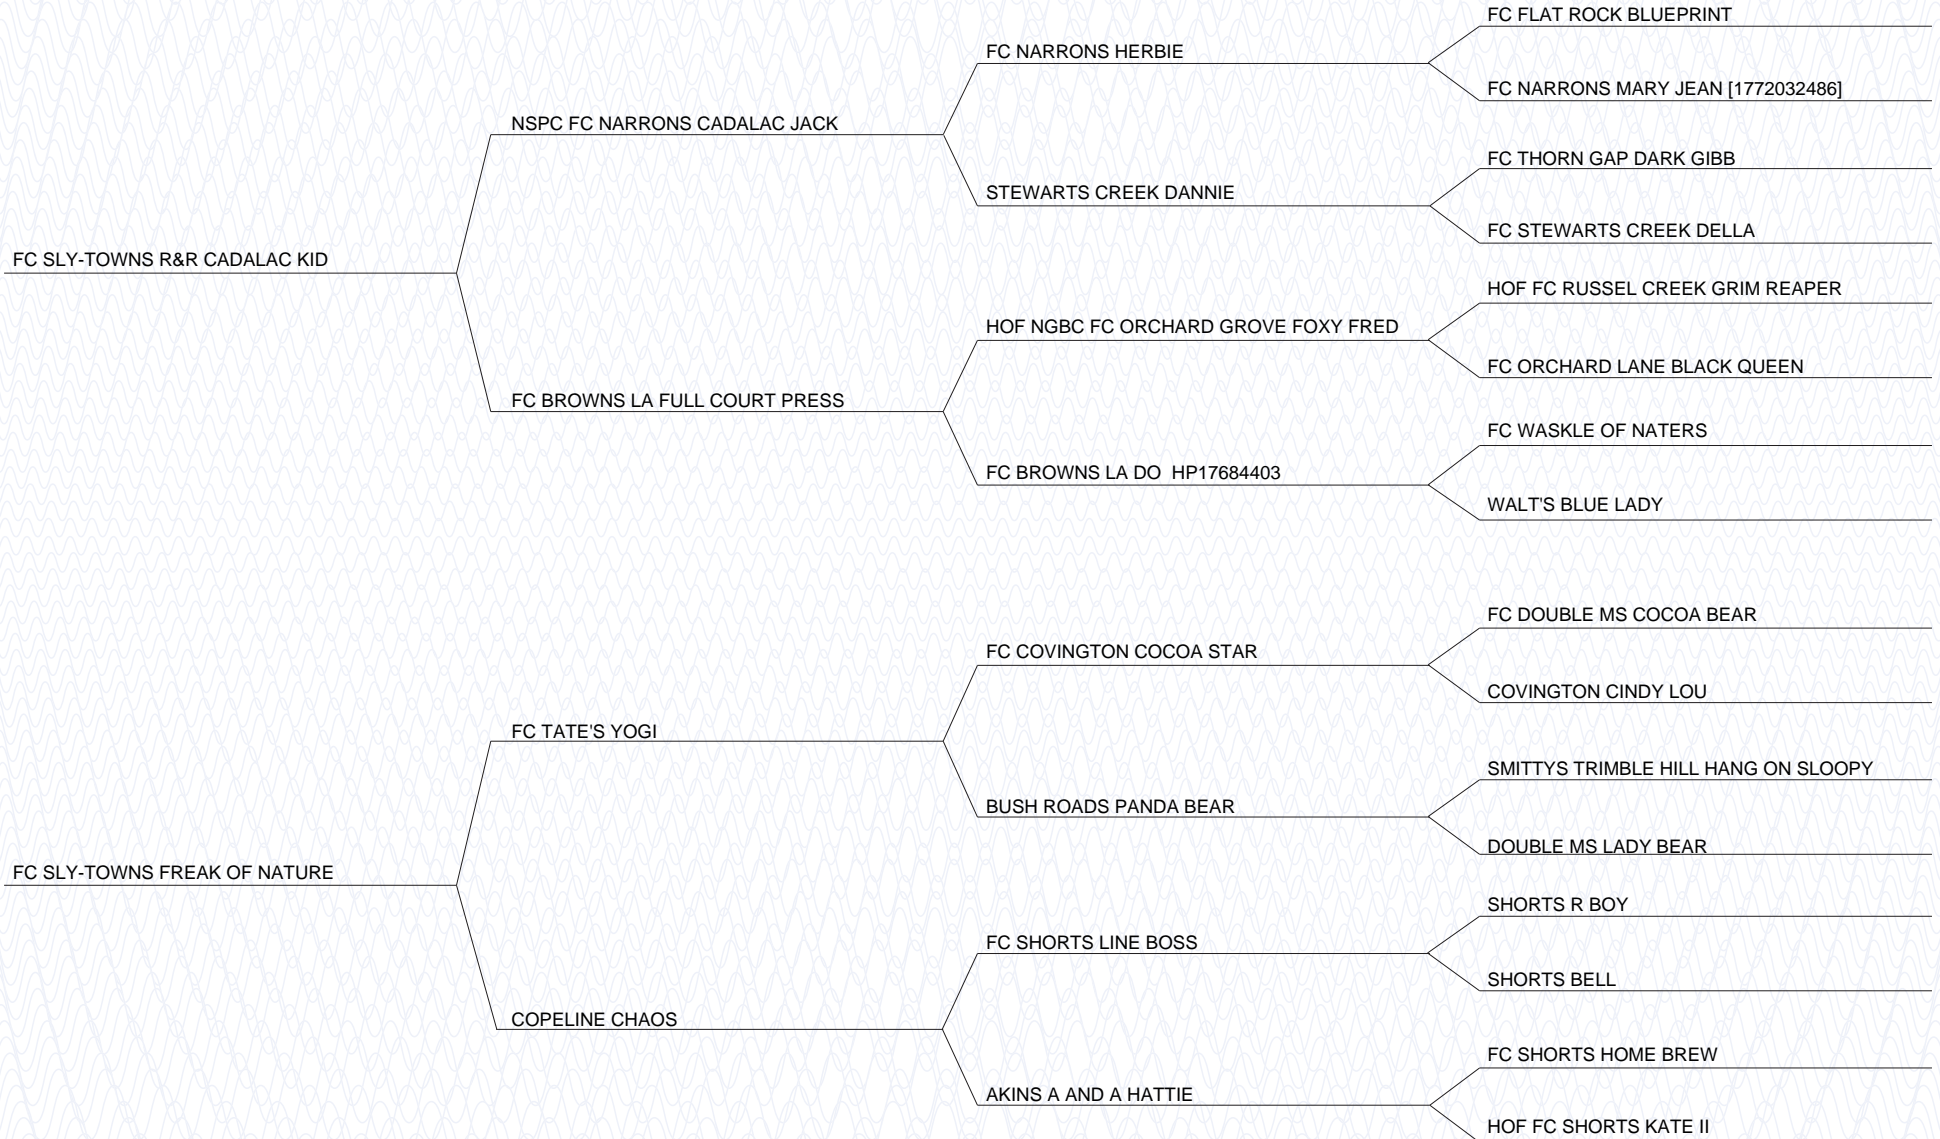 FC FLAT ROCK BLUEPRINT
FC NARRONS HERBIE
FC NARRONS MARY JEAN [1772032486]
NSPC FC NARRONS CADALAC JACK
FC THORN GAP DARK GIBB
STEWARTS CREEK DANNIE
FC STEWARTS CREEK DELLA
FC SLY-TOWNS R&R CADALAC KID
HOF FC RUSSEL CREEK GRIM REAPER
HOF NGBC FC ORCHARD GROVE FOXY FRED
FC ORCHARD LANE BLACK QUEEN
FC BROWNS LA FULL COURT PRESS
FC WASKLE OF NATERS
FC BROWNS LA DO  HP17684403
WALT'S BLUE LADY
FC DOUBLE MS COCOA BEAR
FC COVINGTON COCOA STAR
COVINGTON CINDY LOU
FC TATE'S YOGI
SMITTYS TRIMBLE HILL HANG ON SLOOPY
BUSH ROADS PANDA BEAR
DOUBLE MS LADY BEAR
FC SLY-TOWNS FREAK OF NATURE
SHORTS R BOY
FC SHORTS LINE BOSS
SHORTS BELL
COPELINE CHAOS
FC SHORTS HOME BREW
AKINS A AND A HATTIE
HOF FC SHORTS KATE II